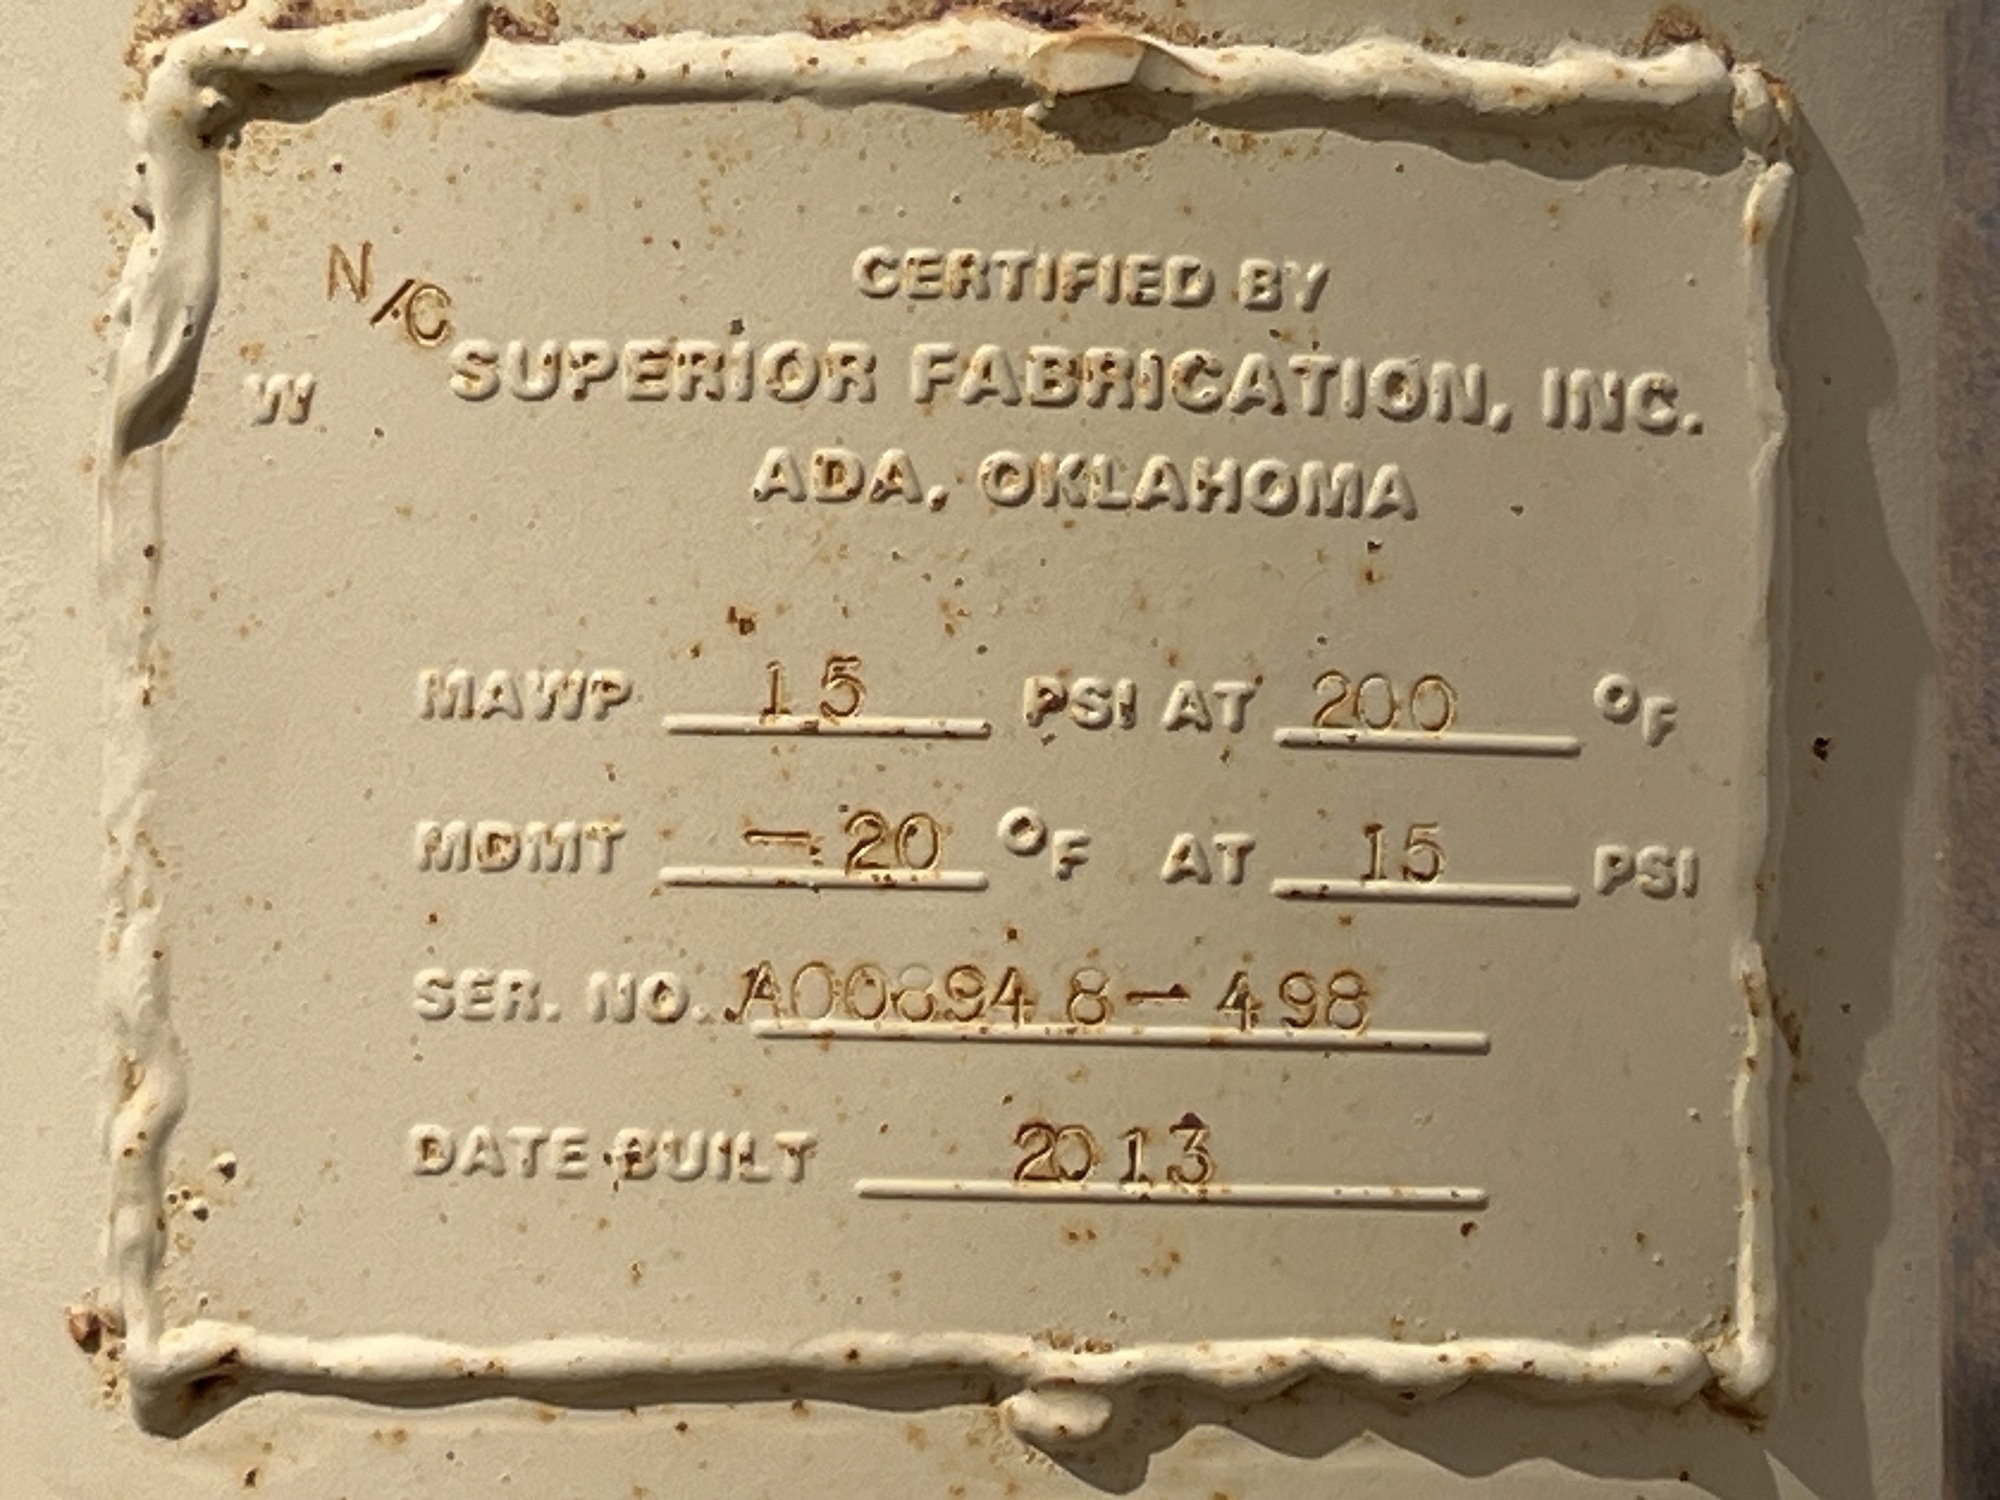 N/C
CERTIFIED BY
W SUPERIOR FABRICATION, INC.
ADA, OKLAHOMA
MAWP 15 PSI AT 200 °F
MDMT -20 °F AT 15 PSI
SER. NO. A008948-498
DATE BUILT 2013